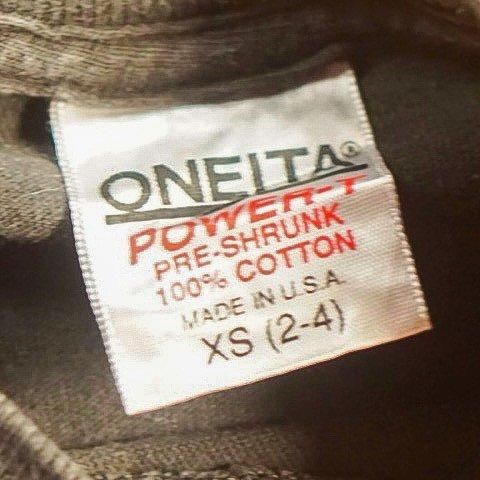 ONEITA®
POWER-T
PRE-SHRUNK
100% COTTON
MADE IN U.S.A.
XS (2-4)